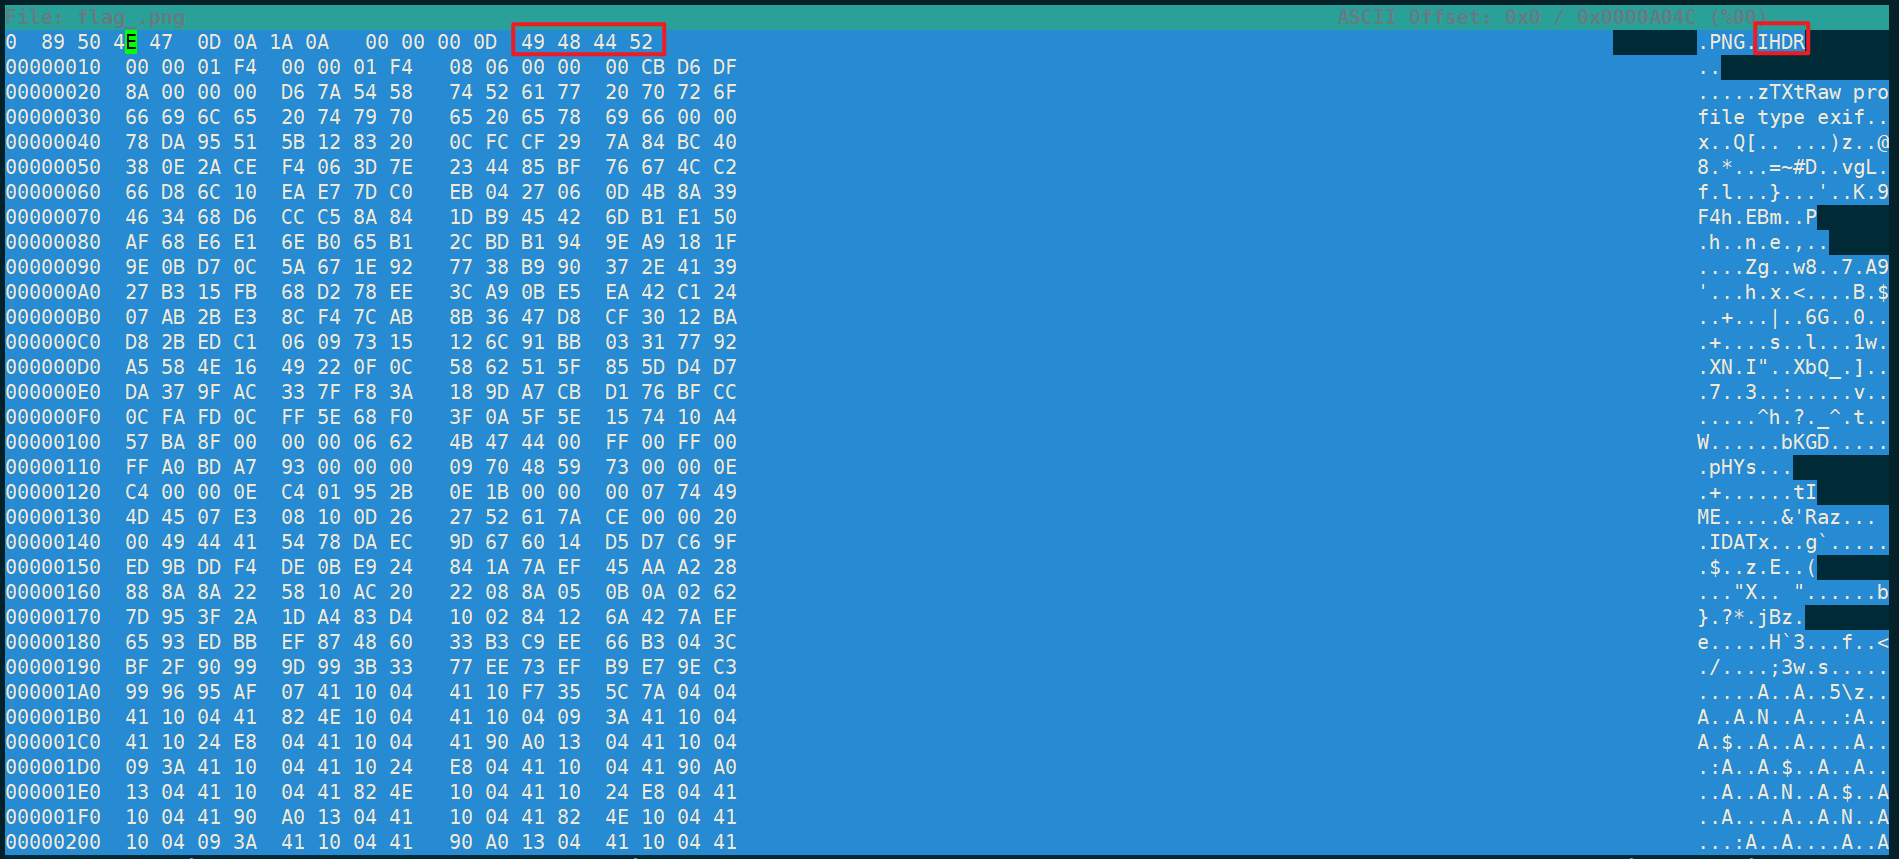 File: flag_.png ASCII Offset: 0x0 / 0x0000A04C (%00)
0 89 50 4E 47 0D 0A 1A 0A 00 00 00 0D 49 48 44 52 .PNG.IHDR
00000010 00 00 01 F4 00 00 01 F4 08 06 00 00 00 CB D6 DF ..
00000020 8A 00 00 00 D6 7A 54 58 74 52 61 77 20 70 72 6F .....zTXtRaw pro
00000030 66 69 6C 65 20 74 79 70 65 20 65 78 69 66 00 00 file type exif..
00000040 78 DA 95 51 5B 12 83 20 0C FC CF 29 7A 84 BC 40 x..Q[.. ...)z..@
00000050 38 0E 2A CE F4 06 3D 7E 23 44 85 BF 76 67 4C C2 8.*...=~#D..vgL.
00000060 66 D8 6C 10 EA E7 7D C0 EB 04 27 06 0D 4B 8A 39 f.l...}...'..K.9
00000070 46 34 68 D6 CC C5 8A 84 1D B9 45 42 6D B1 E1 50 F4h.EBm..P
00000080 AF 68 E6 E1 6E B0 65 B1 2C BD B1 94 9E A9 18 1F .h..n.e.,..
00000090 9E 0B D7 0C 5A 67 1E 92 77 38 B9 90 37 2E 41 39 ....Zg..w8..7.A9
000000A0 27 B3 15 FB 68 D2 78 EE 3C A9 0B E5 EA 42 C1 24 '...h.x.<....B.$
000000B0 07 AB 2B E3 8C F4 7C AB 8B 36 47 D8 CF 30 12 BA ..+...|..6G..0..
000000C0 D8 2B ED C1 06 09 73 15 12 6C 91 BB 03 31 77 92 .+....s..l...1w.
000000D0 A5 58 4E 16 49 22 0F 0C 58 62 51 5F 85 5D D4 D7 .XN.I"..XbQ_.]..
000000E0 DA 37 9F AC 33 7F F8 3A 18 9D A7 CB D1 76 BF CC .7..3..:.....v..
000000F0 0C FA FD 0C FF 5E 68 F0 3F 0A 5F 5E 15 74 10 A4 .....^h.?._^.t..
00000100 57 BA 8F 00 00 00 06 62 4B 47 44 00 FF 00 FF 00 W......bKGD.....
00000110 FF A0 BD A7 93 00 00 00 09 70 48 59 73 00 00 0E .pHYs...
00000120 C4 00 00 0E C4 01 95 2B 0E 1B 00 00 00 07 74 49 .+......tI
00000130 4D 45 07 E3 08 10 0D 26 27 52 61 7A CE 00 00 20 ME.....&'Raz...
00000140 00 49 44 41 54 78 DA EC 9D 67 60 14 D5 D7 C6 9F .IDATx...g`.....
00000150 ED 9B DD F4 DE 0B E9 24 84 1A 7A EF 45 AA A2 28 .$..z.E..(
00000160 88 8A 8A 22 58 10 AC 20 22 08 8A 05 0B 0A 02 62 ..."X.. "......b
00000170 7D 95 3F 2A 1D A4 83 D4 10 02 84 12 6A 42 7A EF }.?*.jBz.
00000180 65 93 ED BB EF 87 48 60 33 B3 C9 EE 66 B3 04 3C e.....H`3...f..<
00000190 BF 2F 90 99 9D 99 3B 33 77 EE 73 EF B9 E7 9E C3 ./....;3w.s.....
000001A0 99 96 95 AF 07 41 10 04 41 10 F7 35 5C 7A 04 04 .....A..A..5\z..
000001B0 41 10 04 41 82 4E 10 04 41 10 04 09 3A 41 10 04 A..A.N..A...:A..
000001C0 41 10 24 E8 04 41 10 04 41 90 A0 13 04 41 10 04 A.$..A..A....A..
000001D0 09 3A 41 10 04 41 10 24 E8 04 41 10 04 41 90 A0 .:A..A.$..A..A..
000001E0 13 04 41 10 04 41 82 4E 10 04 41 10 24 E8 04 41 ..A..A.N..A.$..A
000001F0 10 04 41 90 A0 13 04 41 10 04 41 82 4E 10 04 41 ..A....A..A.N..A
00000200 10 04 09 3A 41 10 04 41 90 A0 13 04 41 10 04 41 ...:A..A....A..A